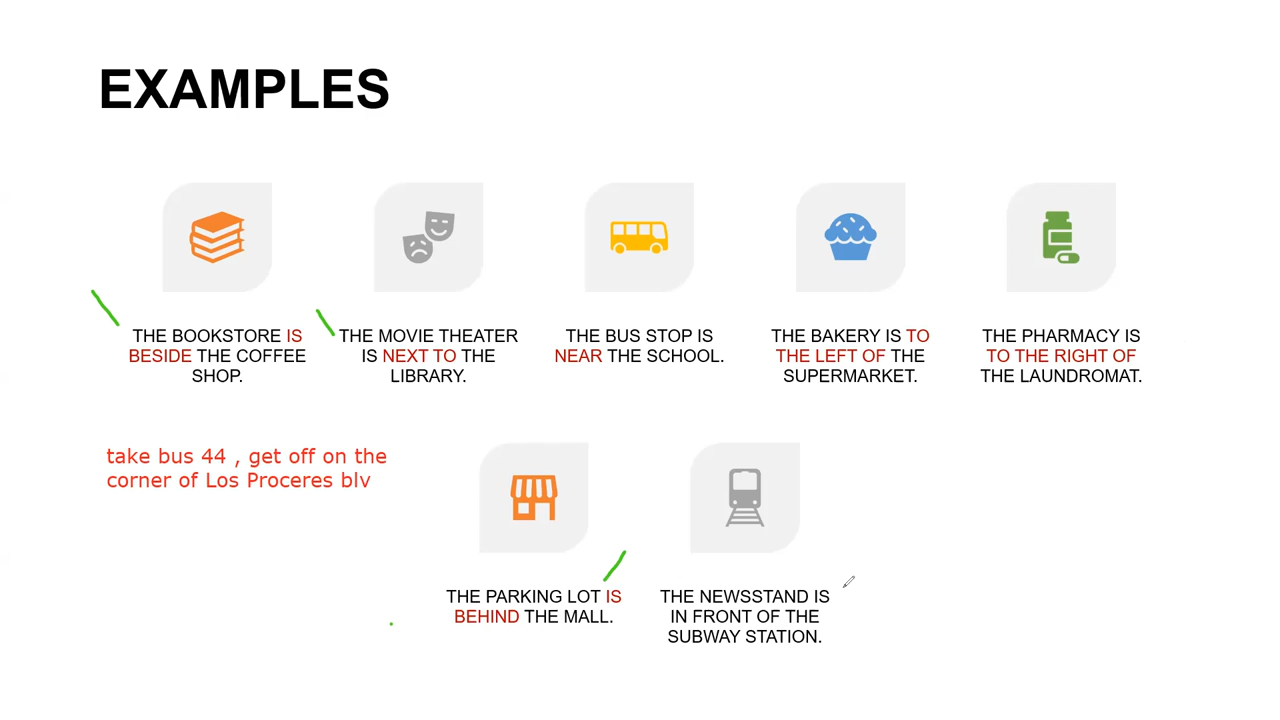 EXAMPLES
THE BOOKSTORE IS
BESIDE THE COFFEE
SHOP.
THE MOVIE THEATER
IS NEXT TO THE
LIBRARY.
THE BUS STOP IS
NEAR THE SCHOOL.
THE BAKERY IS TO
THE LEFT OF THE
SUPERMARKET.
THE PHARMACY IS
TO THE RIGHT OF
THE LAUNDROMAT.
take bus 44 , get off on the
corner of Los Proceres blv
THE PARKING LOT IS
BEHIND THE MALL.
THE NEWSSTAND IS
IN FRONT OF THE
SUBWAY STATION.